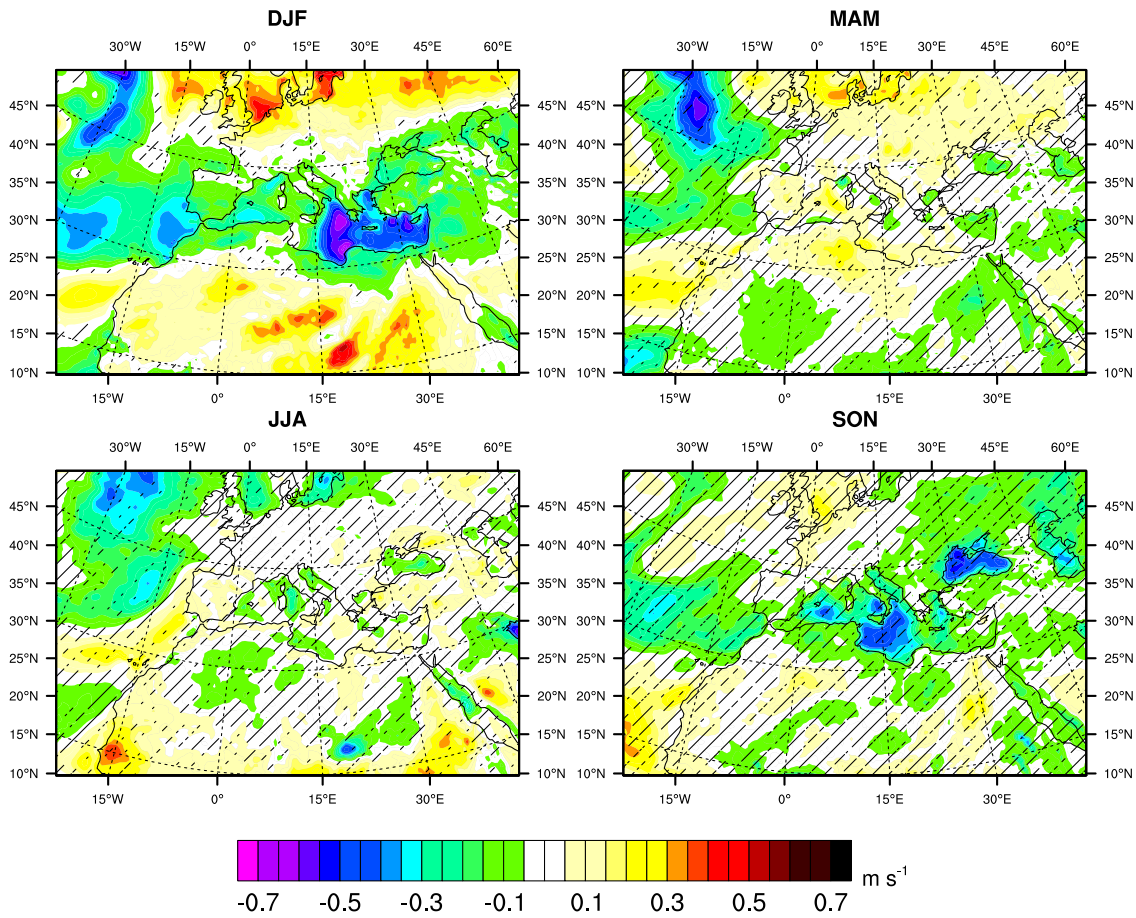 DJF MAM
30°W 15°W 0° 15°E 30°E 45°E 60°E 30°W 15°W 0° 15°E 30°E 45°E 60°E
45°N 45°N 45°N 45°N
40°N 40°N 40°N 40°N
35°N 35°N 35°N 35°N
30°N 30°N 30°N 30°N
25°N 25°N 25°N 25°N
20°N 20°N 20°N 20°N
15°N 15°N 15°N 15°N
10°N 10°N 10°N 10°N
15°W 0° 15°E 30°E 15°W 0° 15°E 30°E
JJA SON
30°W 15°W 0° 15°E 30°E 45°E 60°E 30°W 15°W 0° 15°E 30°E 45°E 60°E
45°N 45°N 45°N 45°N
40°N 40°N 40°N 40°N
35°N 35°N 35°N 35°N
30°N 30°N 30°N 30°N
25°N 25°N 25°N 25°N
20°N 20°N 20°N 20°N
15°N 15°N 15°N 15°N
10°N 10°N 10°N 10°N
15°W 0° 15°E 30°E 15°W 0° 15°E 30°E
m s⁻¹
-0.7 -0.5 -0.3 -0.1 0.1 0.3 0.5 0.7